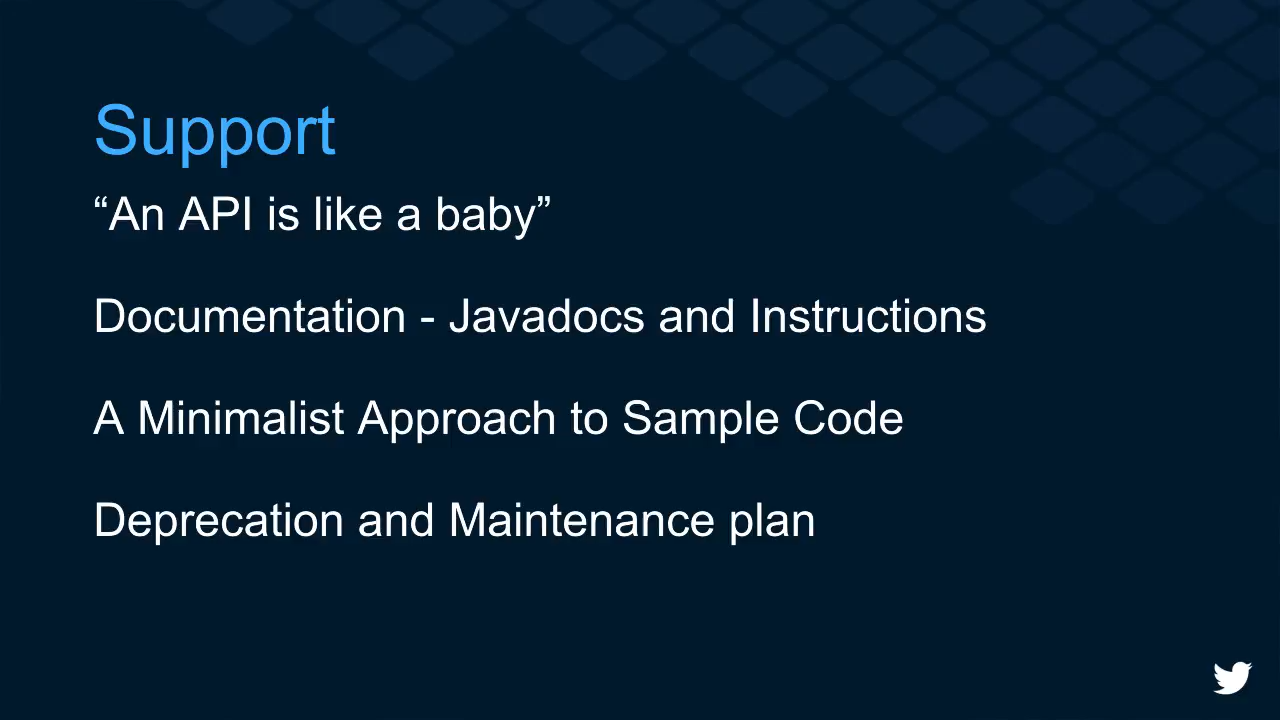 Support
“An API is like a baby”
Documentation - Javadocs and Instructions
A Minimalist Approach to Sample Code
Deprecation and Maintenance plan